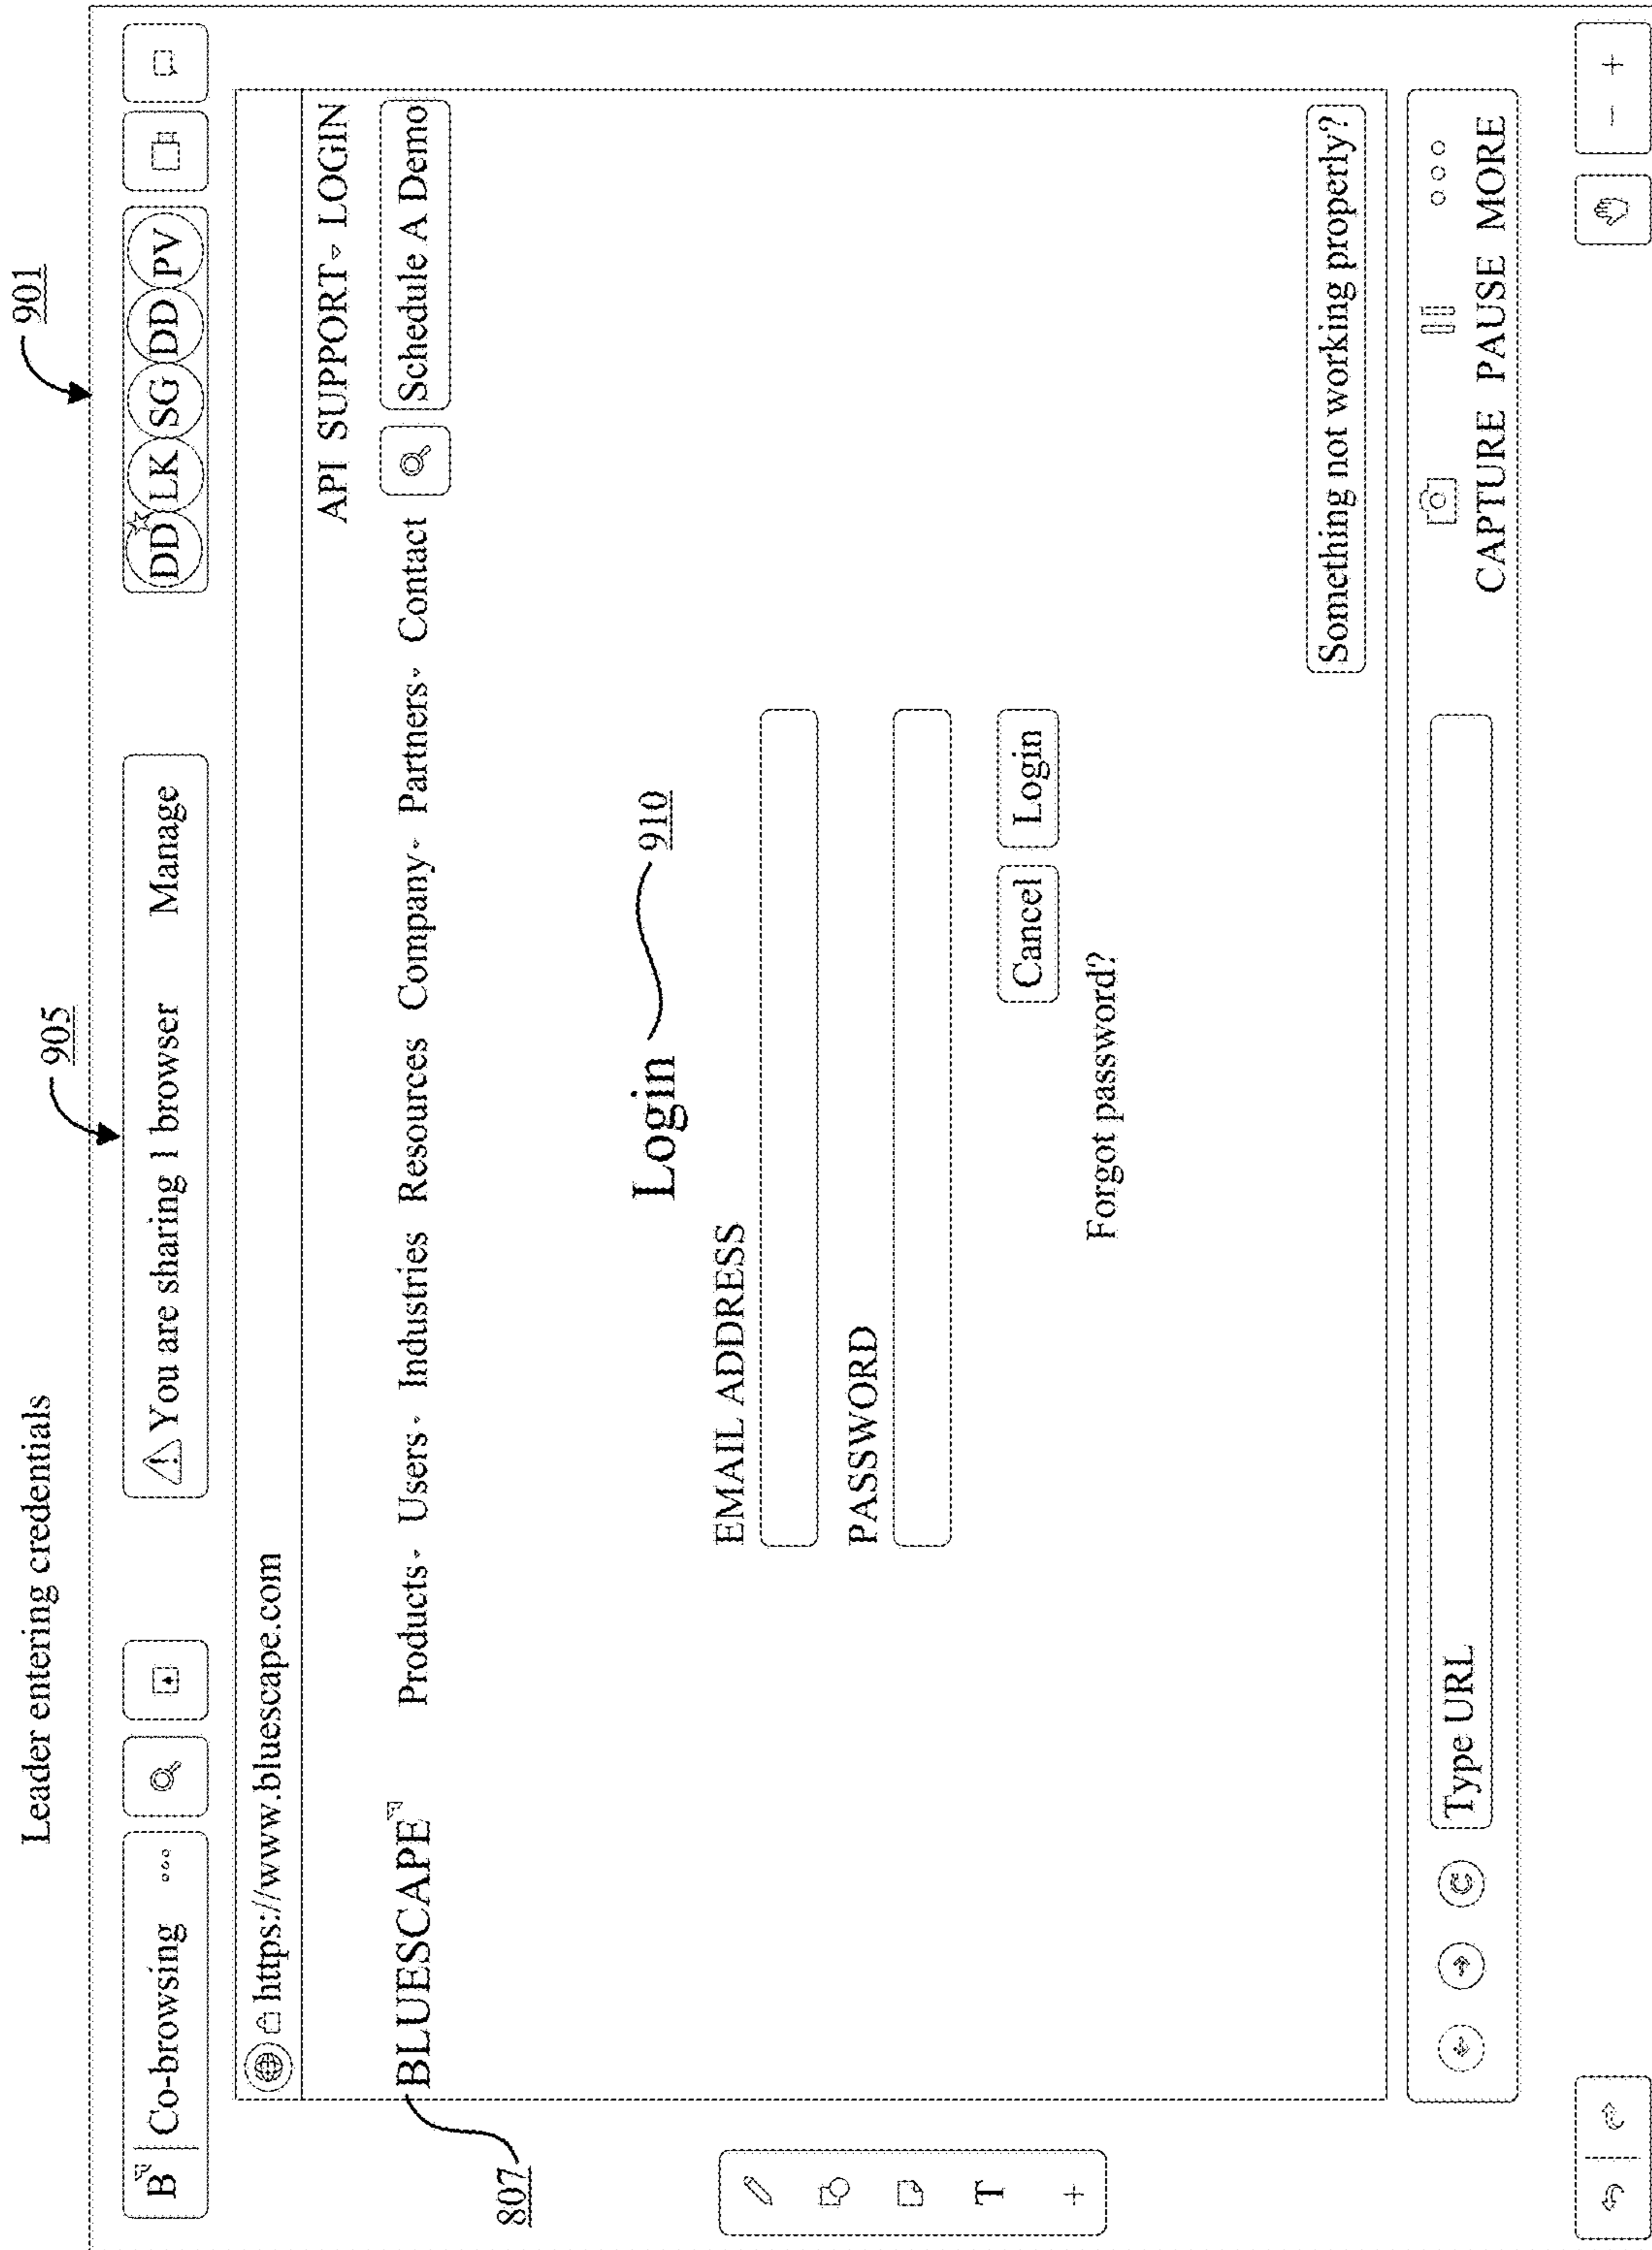 Leader entering credentials
905
901
B Co-browsing
You are sharing 1 browser Manage
DD LK SG DD PV
https://www.bluescape.com
API SUPPORT LOGIN
807
BLUESCAPE Products Users Industries Resources Company Partners Contact Schedule A Demo
Login
910
EMAIL ADDRESS
PASSWORD
Cancel Login
Forgot password?
T
Something not working properly?
Type URL
CAPTURE PAUSE MORE